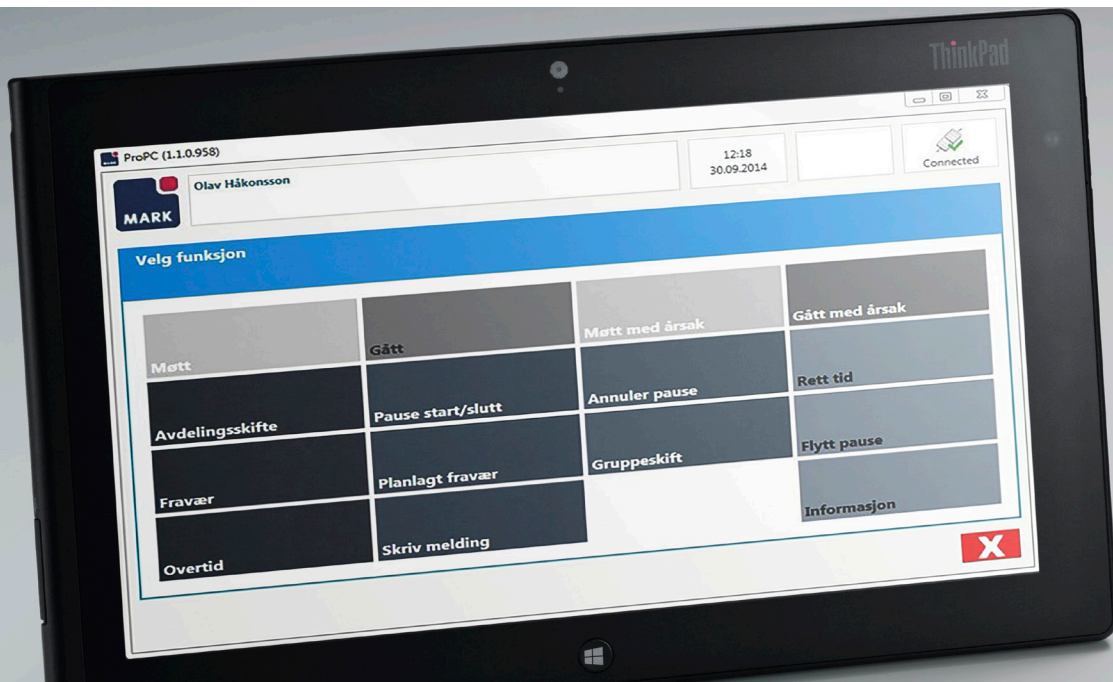 ThinkPad
ProPC (1.1.0.958)
MARK
Olav Håkonsson
12:18
30.09.2014
Connected
Velg funksjon
Møtt
Gått
Møtt med årsak
Gått med årsak
Avdelingsskifte
Pause start/slutt
Annuler pause
Rett tid
Fravær
Planlagt fravær
Gruppeskift
Flytt pause
Overtid
Skriv melding
Informasjon
X